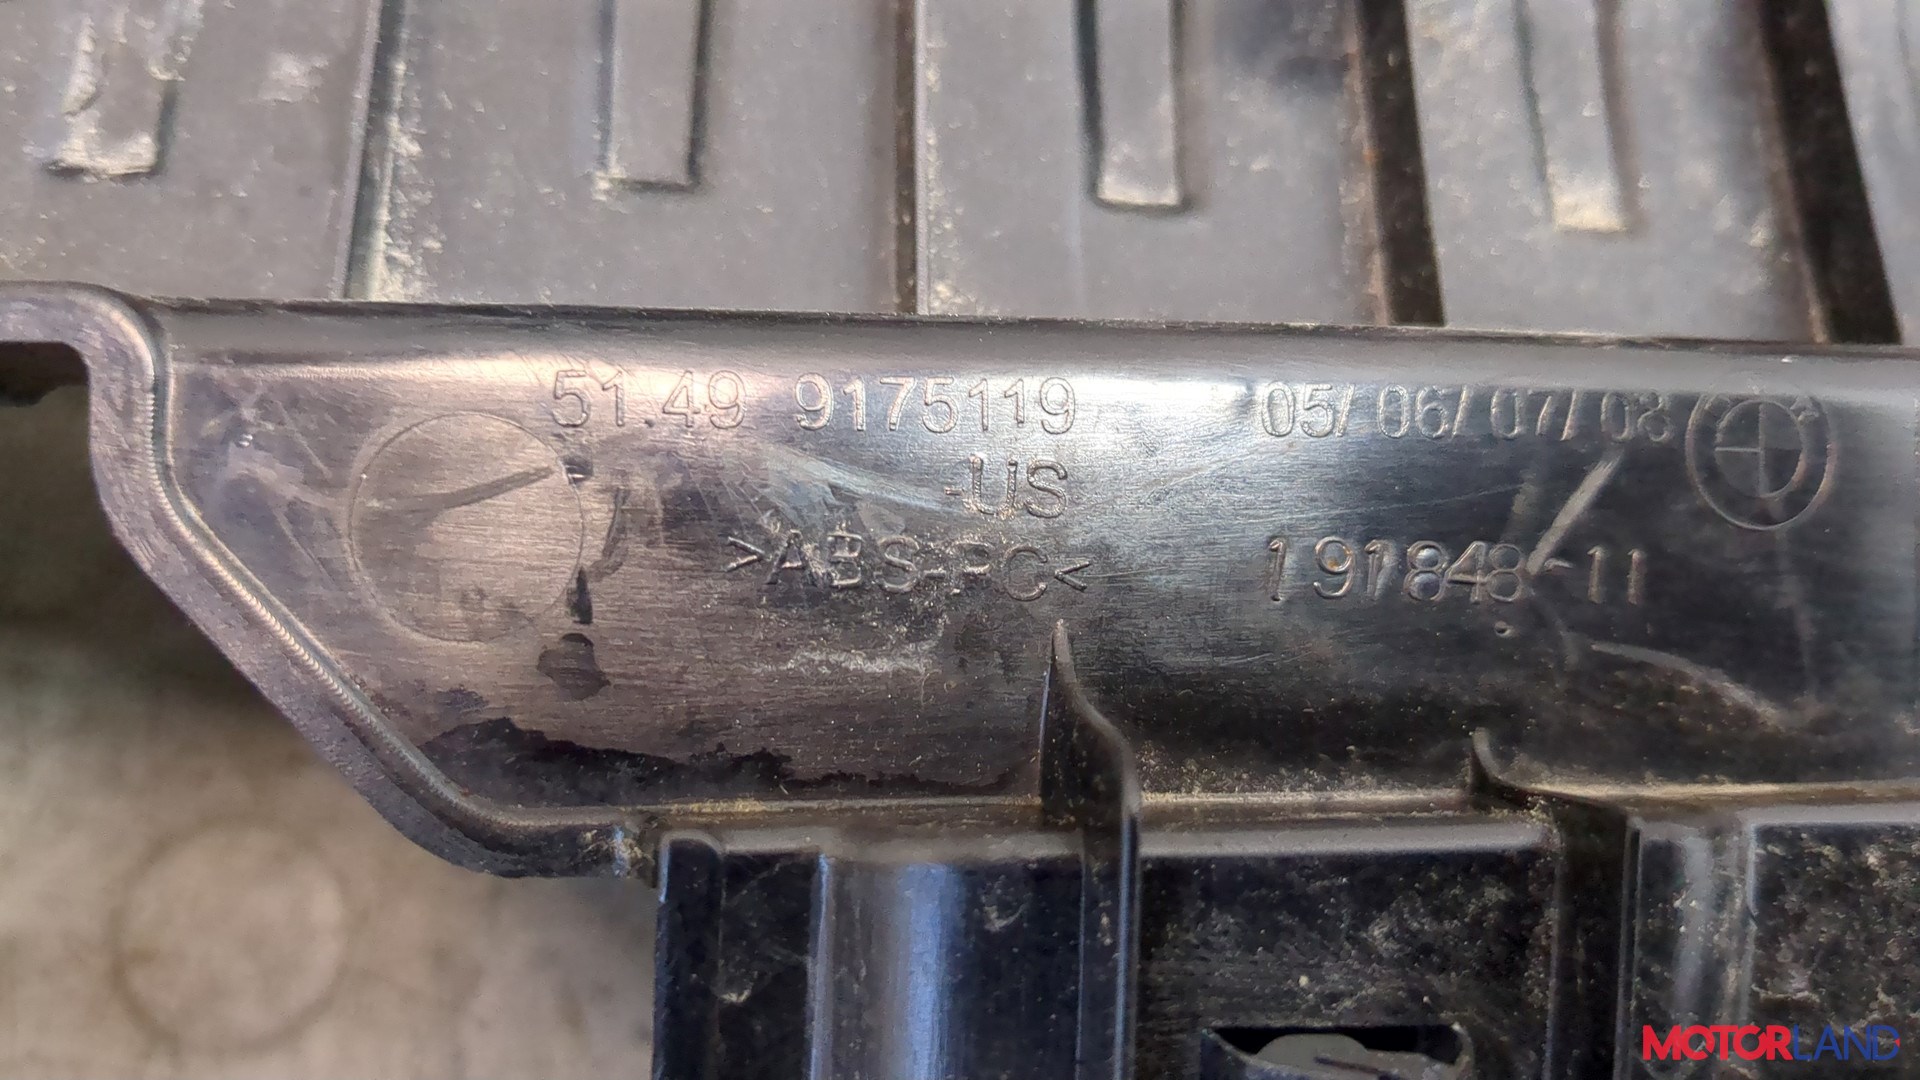 51.49 9175119 05/06/07/08
-US
>ABS-PC< 191848-11
MOTORLAND